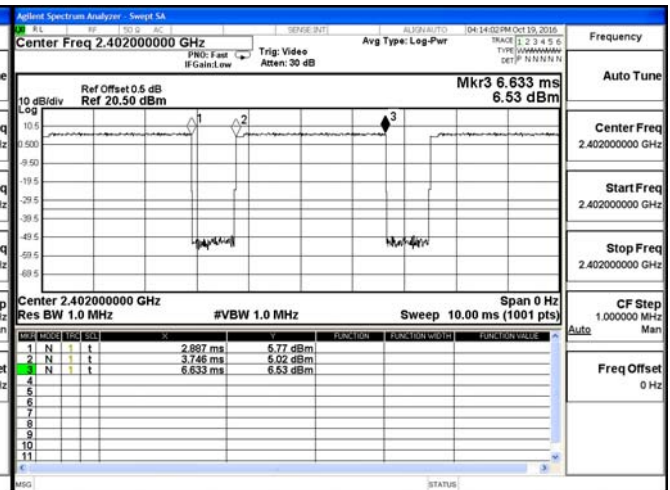 Agilent Spectrum Analyzer - Swept SA
RL RF 50 Ω AC SENSE:INT ALIGNAUTO 04:14:02 PM Oct 19, 2016
Center Freq 2.402000000 GHz
PNO: Fast
IFGain:Low
Trig: Video
Atten: 30 dB
Avg Type: Log-Pwr
TRACE 1 2 3 4 5 6
TYPE
DET P N N N N N
Ref Offset 0.5 dB
Ref 20.50 dBm
10 dB/div
Log
Mkr3 6.633 ms
6.53 dBm
10.5
0.500
-9.50
-19.5
-29.5
-39.5
-49.5
-59.5
-69.5
1
2
3
Center 2.402000000 GHz
Res BW 1.0 MHz
#VBW 1.0 MHz
Span 0 Hz
Sweep 10.00 ms (1001 pts)
MKR MODE TRC SCL X Y FUNCTION FUNCTION WIDTH FUNCTION VALUE
1 N 1 t 2.887 ms 5.77 dBm
2 N 1 t 3.746 ms 5.02 dBm
3 N 1 t 6.633 ms 6.53 dBm
4
5
6
7
8
9
10
11
MSG
STATUS
Frequency
Auto Tune
Center Freq
2.402000000 GHz
Start Freq
2.402000000 GHz
Stop Freq
2.402000000 GHz
CF Step
1.000000 MHz
Auto Man
Freq Offset
0 Hz